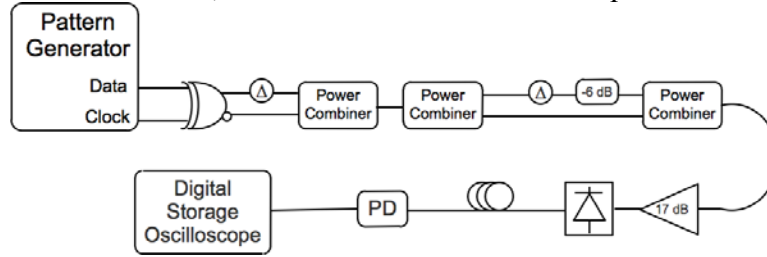 Pattern
Generator
Data
Clock
Δ
Power
Combiner
Power
Combiner
Δ
-6 dB
Power
Combiner
Digital
Storage
Oscilloscope
PD
17 dB